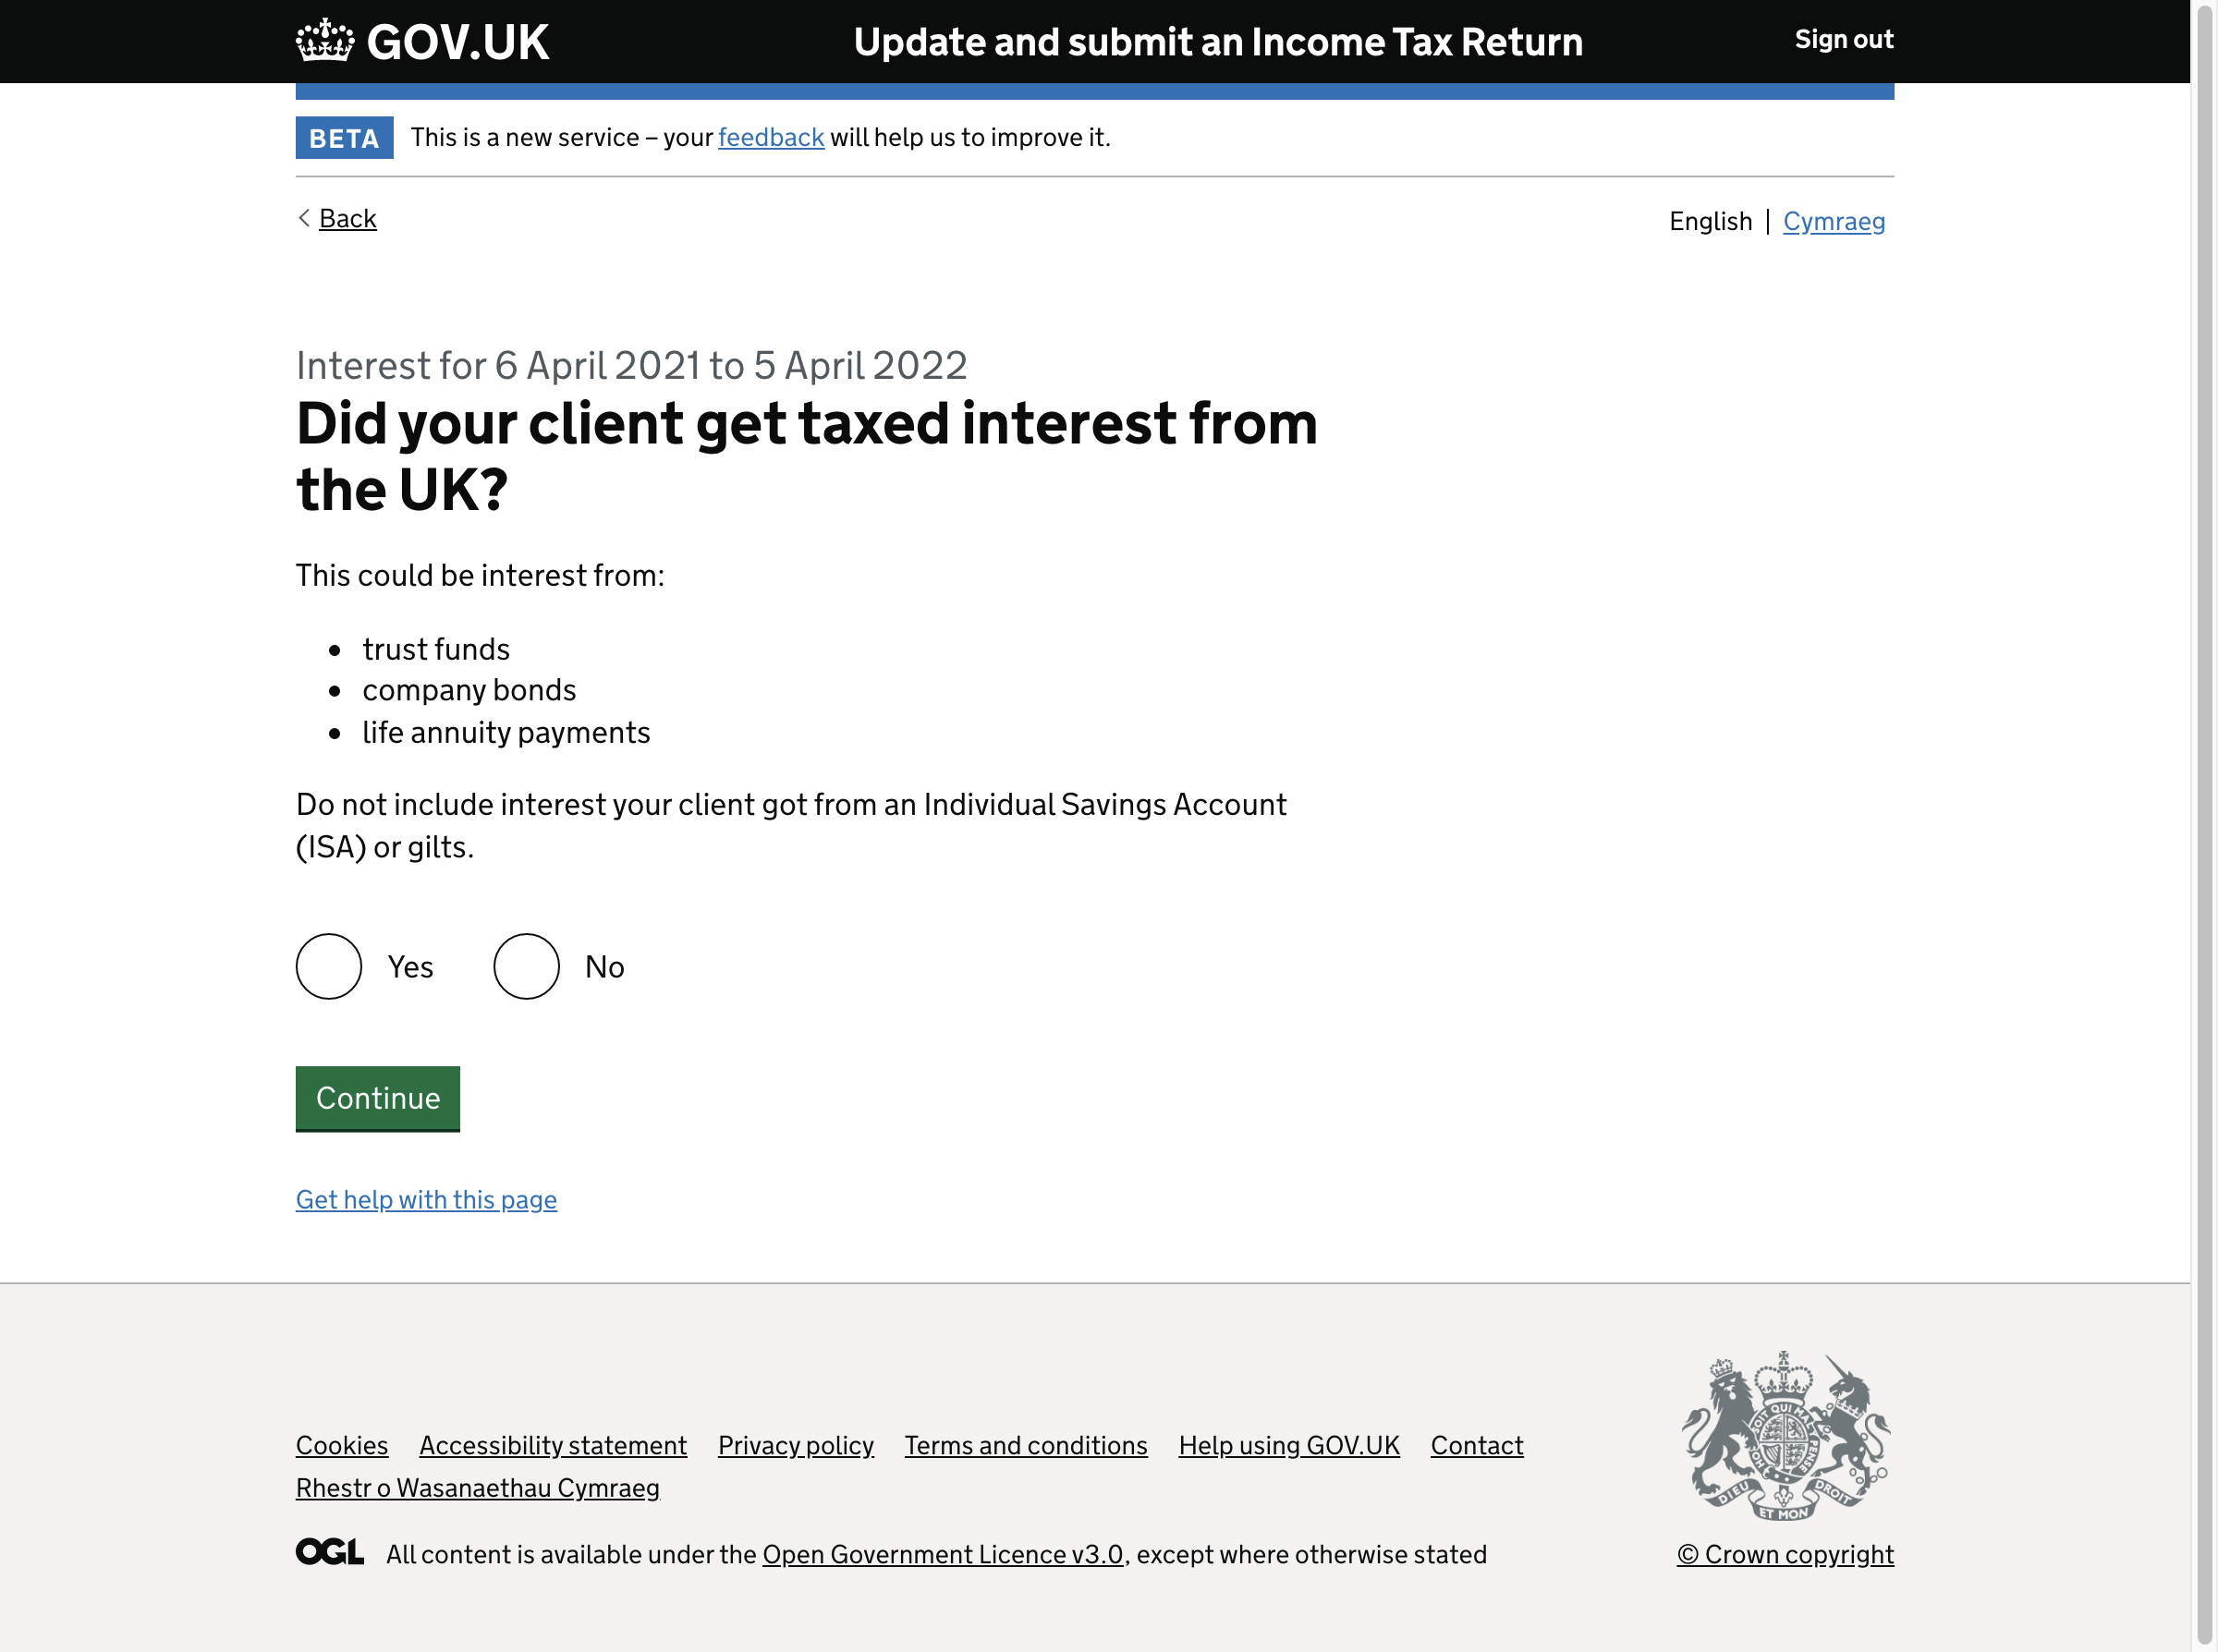 GOV.UK
Update and submit an Income Tax Return
Sign out
BETA
This is a new service – your feedback will help us to improve it.
Back
English | Cymraeg
Interest for 6 April 2021 to 5 April 2022
Did your client get taxed interest from
the UK?
This could be interest from:
• trust funds
• company bonds
• life annuity payments
Do not include interest your client got from an Individual Savings Account
(ISA) or gilts.
Yes
No
Continue
Get help with this page
Cookies
Accessibility statement
Privacy policy
Terms and conditions
Help using GOV.UK
Contact
Rhestr o Wasanaethau Cymraeg
OGL
All content is available under the Open Government Licence v3.0, except where otherwise stated
DIEU ET MON DROIT
© Crown copyright